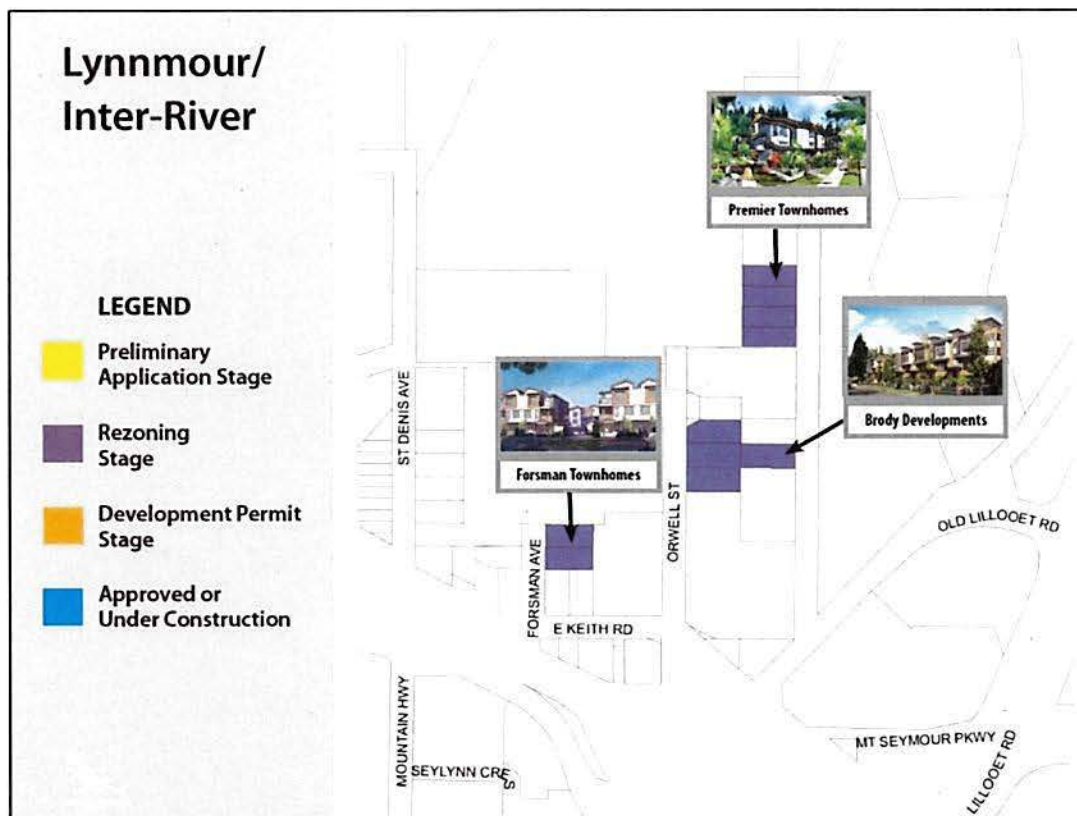 Lynnmour/
Inter-River
LEGEND
Preliminary
Application Stage
Rezoning
Stage
Development Permit
Stage
Approved or
Under Construction
Premier Townhomes
Brody Developments
Forsman Townhomes
ST DENIS AVE
ORWELL ST
FORSMAN AVE
OLD LILLOOET RD
E KEITH RD
MOUNTAIN HWY
SEYLYNN CRES
MT SEYMOUR PKWY
LILLOOET RD